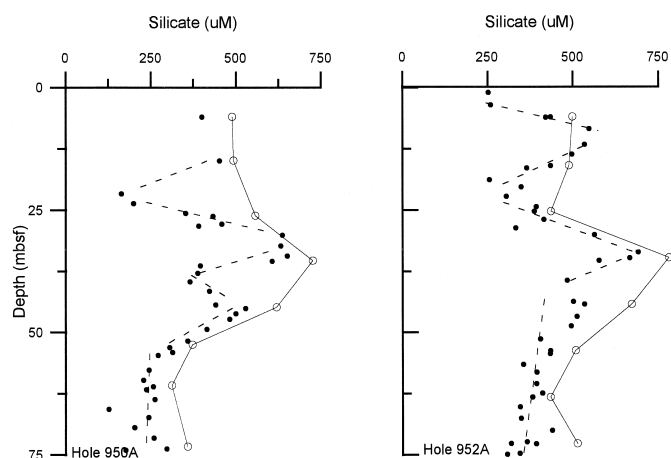 Silicate (uM)
Silicate (uM)
0 250 500 750
0 250 500 750
0
25
50
75
Depth (mbsf)
Hole 950A
Hole 952A